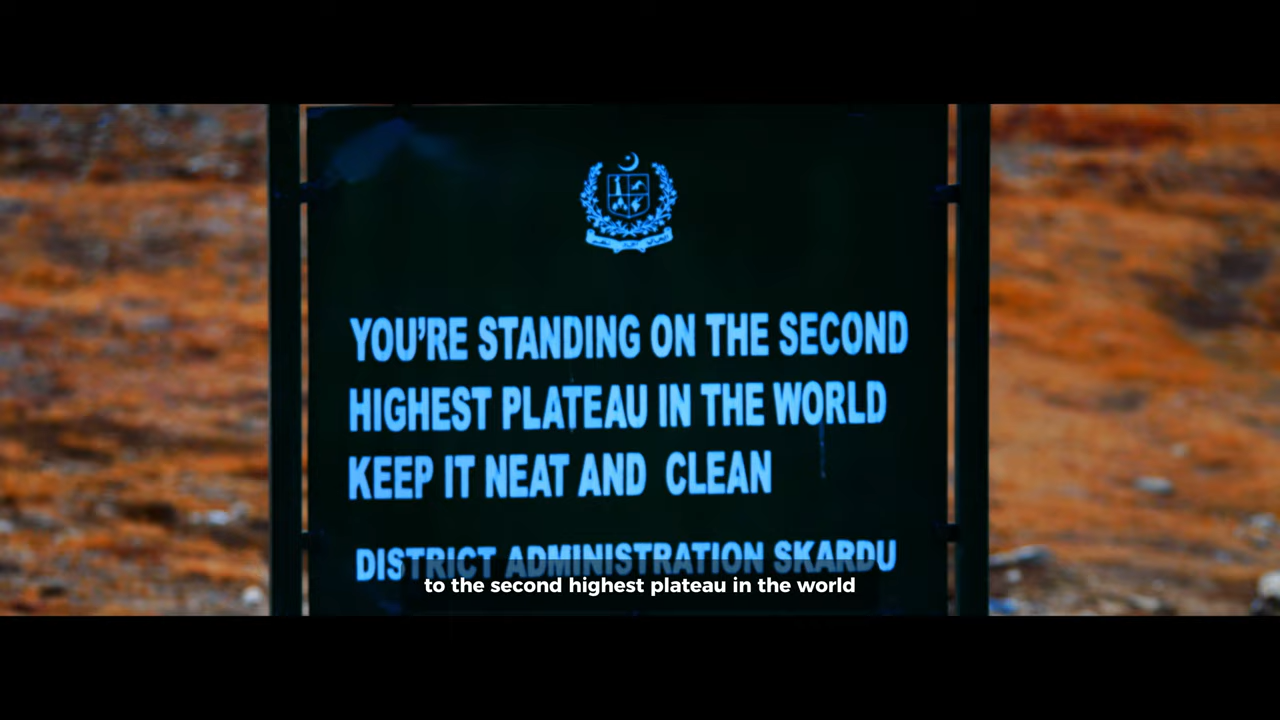 YOU'RE STANDING ON THE SECOND
HIGHEST PLATEAU IN THE WORLD
KEEP IT NEAT AND CLEAN
DISTRICT ADMINISTRATION SKARDU
to the second highest plateau in the world